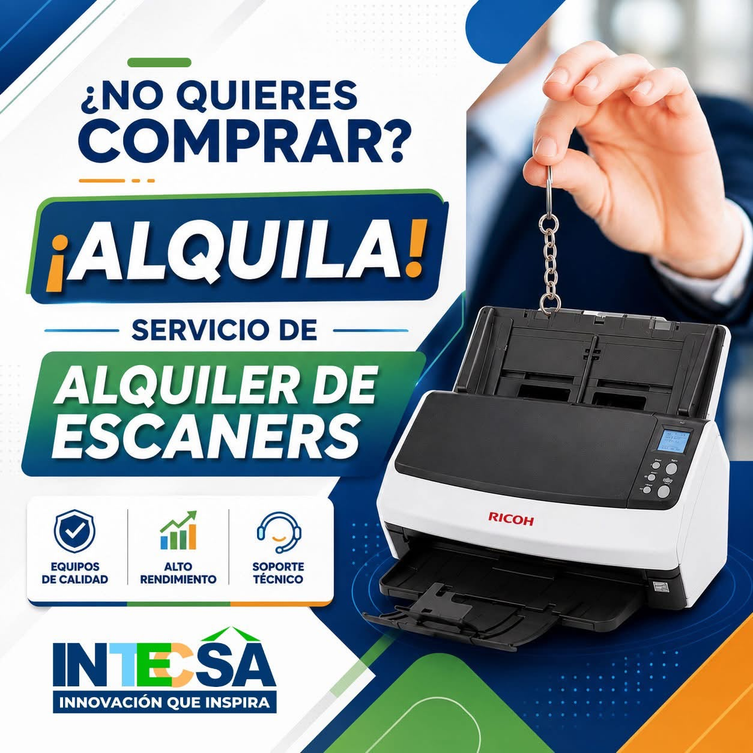 ¿NO QUIERES
COMPRAR?
¡ALQUILA!
SERVICIO DE
ALQUILER DE
ESCANERS
EQUIPOS
DE CALIDAD
ALTO
RENDIMIENTO
SOPORTE
TÉCNICO
RICOH
INTECSA
INNOVACIÓN QUE INSPIRA